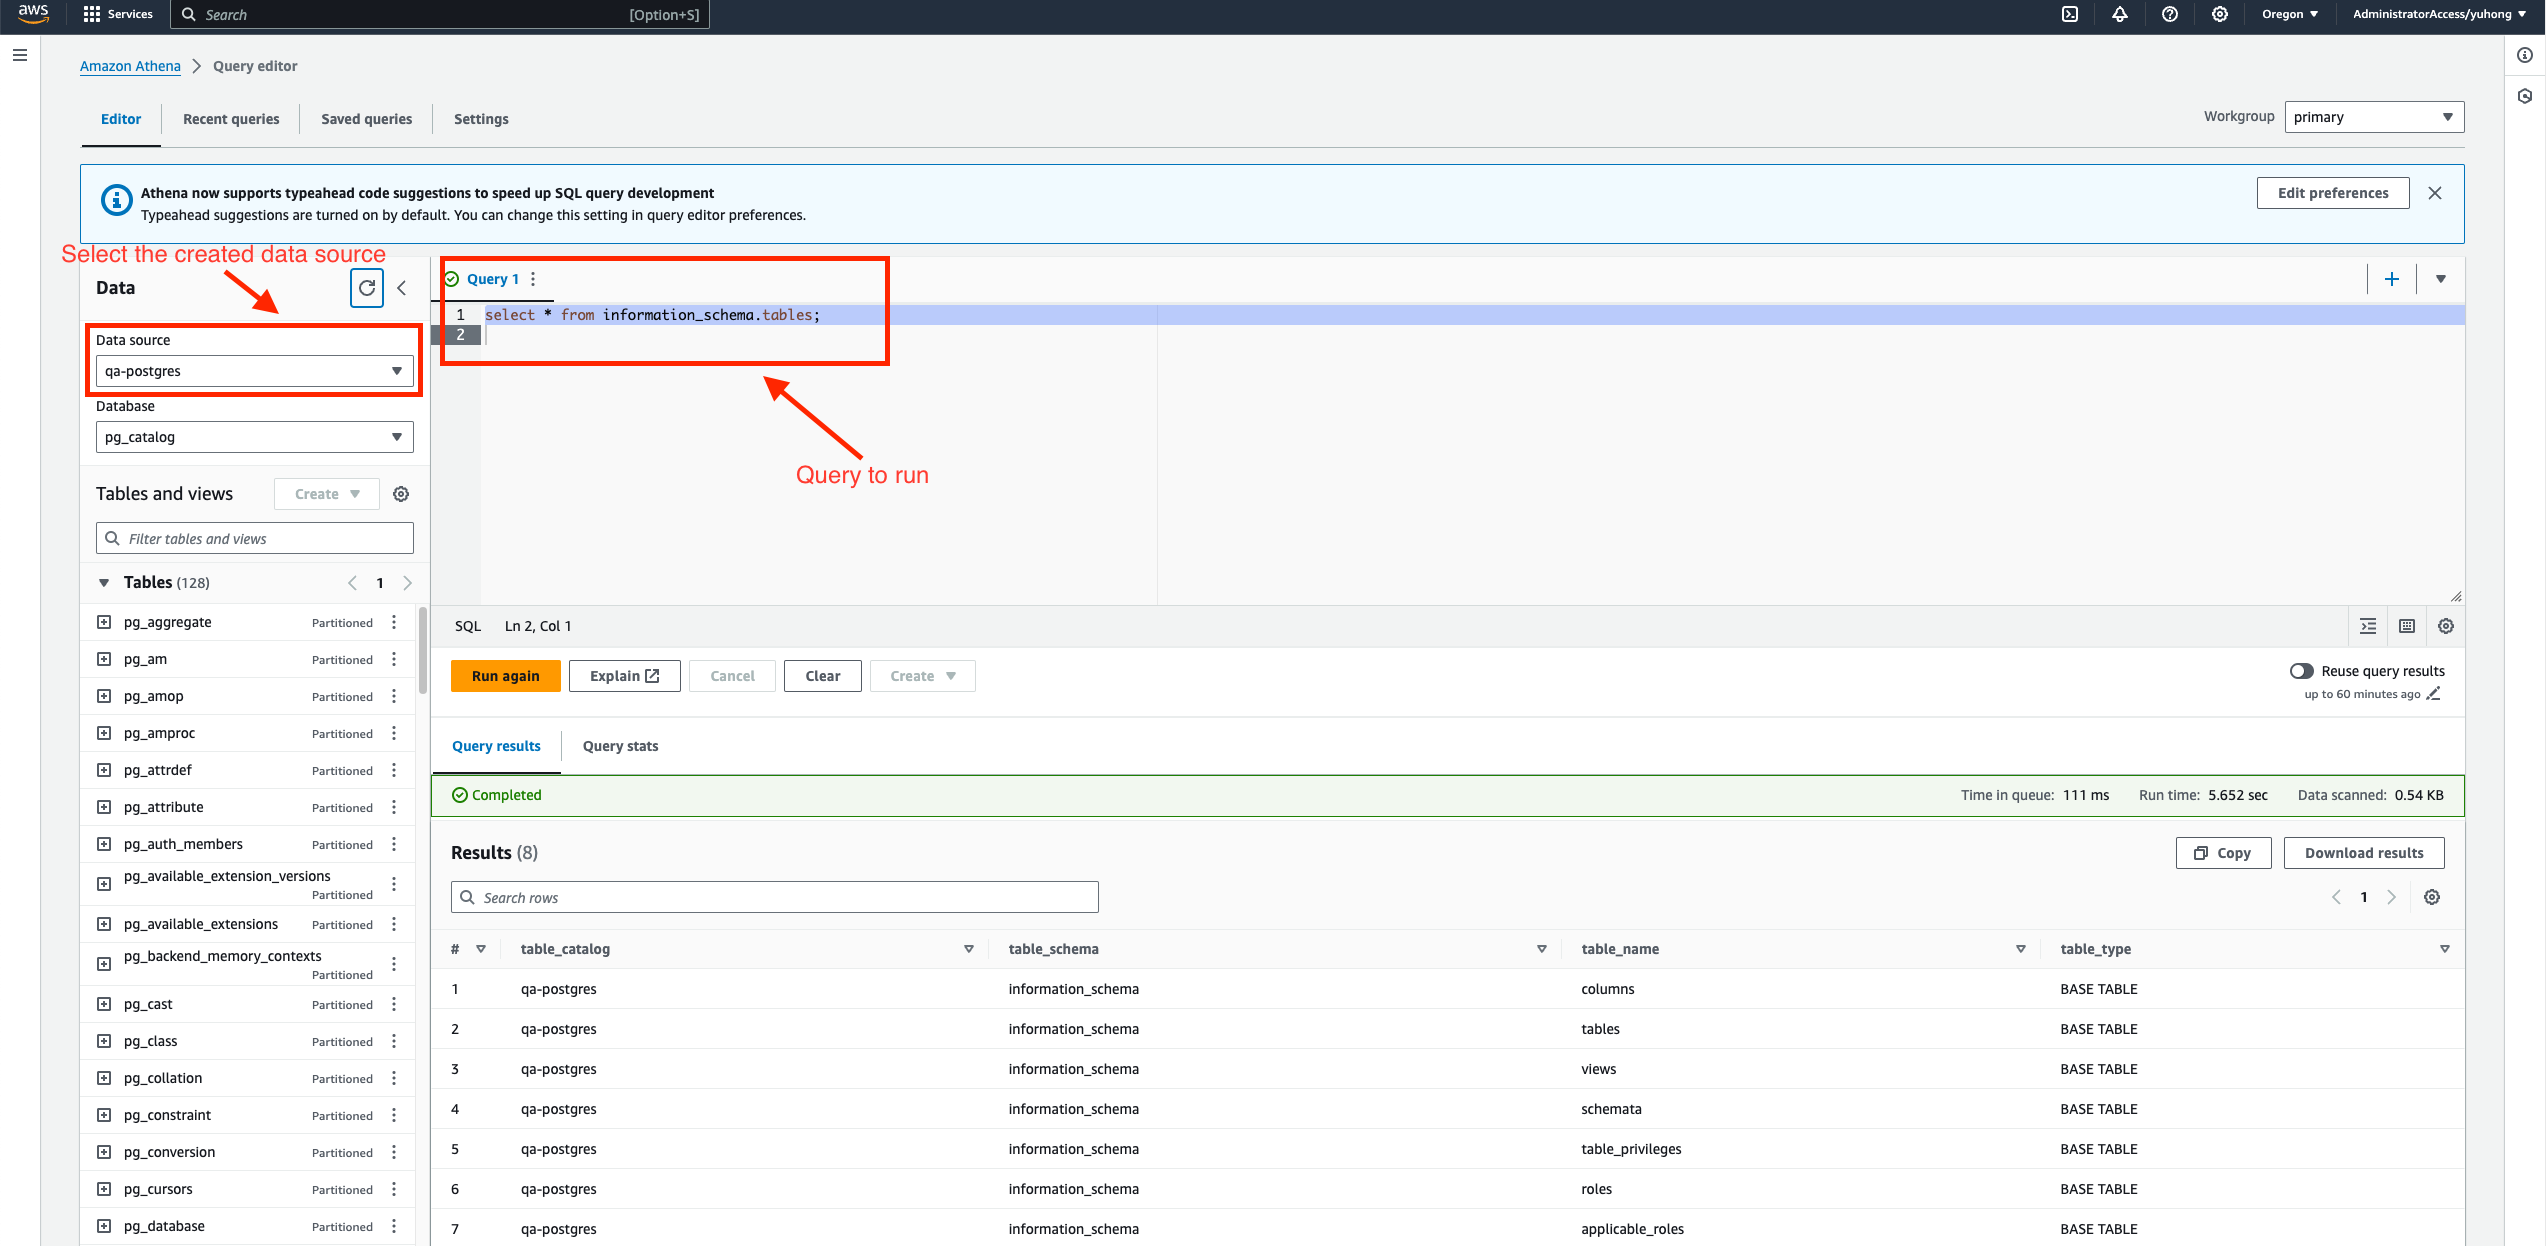 aws
Services
Search
[Option+S]
Oregon
AdministratorAccess/yuhong
Amazon Athena
Query editor
Editor
Recent queries
Saved queries
Settings
Workgroup
primary
Athena now supports typeahead code suggestions to speed up SQL query development
Typeahead suggestions are turned on by default. You can change this setting in query editor preferences.
Edit preferences
Select the created data source
Data
Data source
qa-postgres
Database
pg_catalog
Tables and views
Create
Filter tables and views
Tables (128)
1
pg_aggregate Partitioned
pg_am Partitioned
pg_amop Partitioned
pg_amproc Partitioned
pg_attrdef Partitioned
pg_attribute Partitioned
pg_auth_members Partitioned
pg_available_extension_versions
Partitioned
pg_available_extensions Partitioned
pg_backend_memory_contexts
Partitioned
pg_cast Partitioned
pg_class Partitioned
pg_collation Partitioned
pg_constraint Partitioned
pg_conversion Partitioned
pg_cursors Partitioned
pg_database Partitioned
Query 1
1 select * from information_schema.tables;
2
Query to run
SQL Ln 2, Col 1
Run again
Explain
Cancel
Clear
Create
Reuse query results
up to 60 minutes ago
Query results
Query stats
Completed
Time in queue: 111 ms
Run time: 5.652 sec
Data scanned: 0.54 KB
Results (8)
Copy
Download results
Search rows
1
# table_catalog table_schema table_name table_type
1 qa-postgres information_schema columns BASE TABLE
2 qa-postgres information_schema tables BASE TABLE
3 qa-postgres information_schema views BASE TABLE
4 qa-postgres information_schema schemata BASE TABLE
5 qa-postgres information_schema table_privileges BASE TABLE
6 qa-postgres information_schema roles BASE TABLE
7 qa-postgres information_schema applicable_roles BASE TABLE